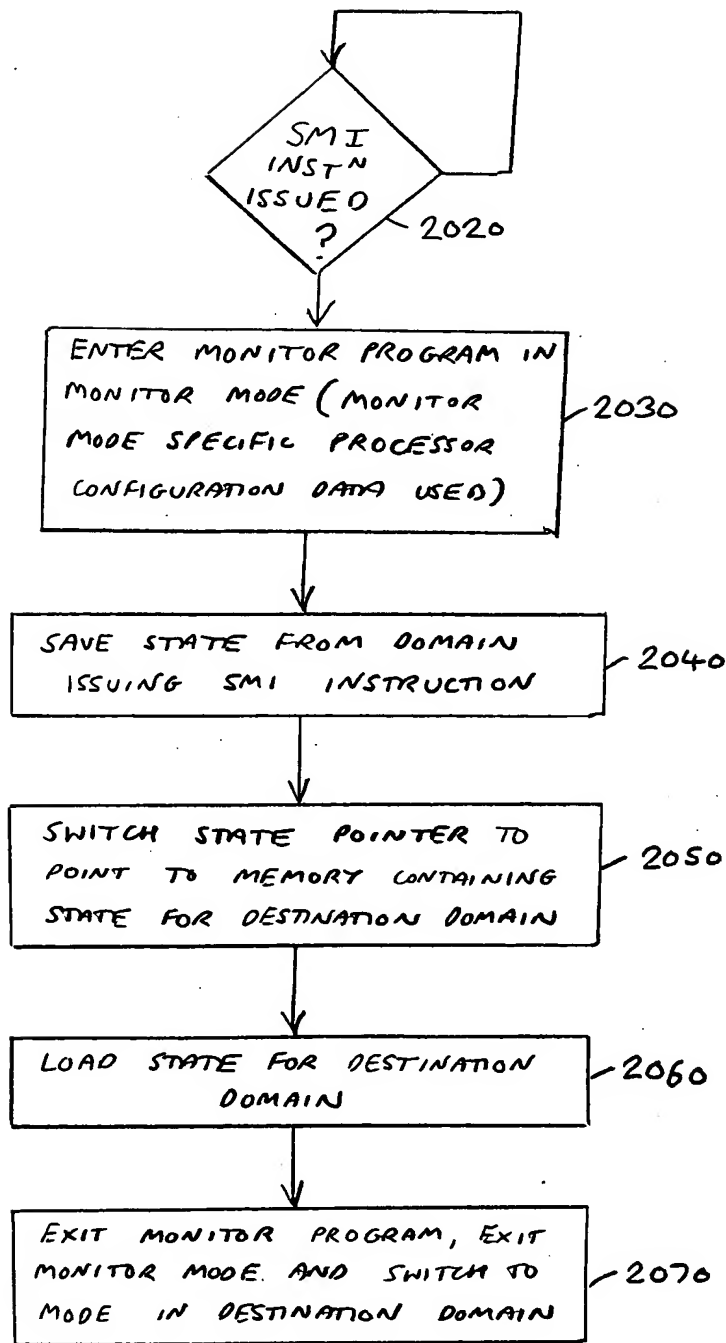 SMI
INSTN
ISSUED
?
2020
ENTER MONITOR PROGRAM IN
MONITOR MODE (MONITOR
MODE SPECIFIC PROCESSOR
CONFIGURATION DATA USED)
2030
SAVE STATE FROM DOMAIN
ISSUING SMI INSTRUCTION
2040
SWITCH STATE POINTER TO
POINT TO MEMORY CONTAINING
STATE FOR DESTINATION DOMAIN
2050
LOAD STATE FOR DESTINATION
DOMAIN
2060
EXIT MONITOR PROGRAM, EXIT
MONITOR MODE AND SWITCH TO
MODE IN DESTINATION DOMAIN
2070